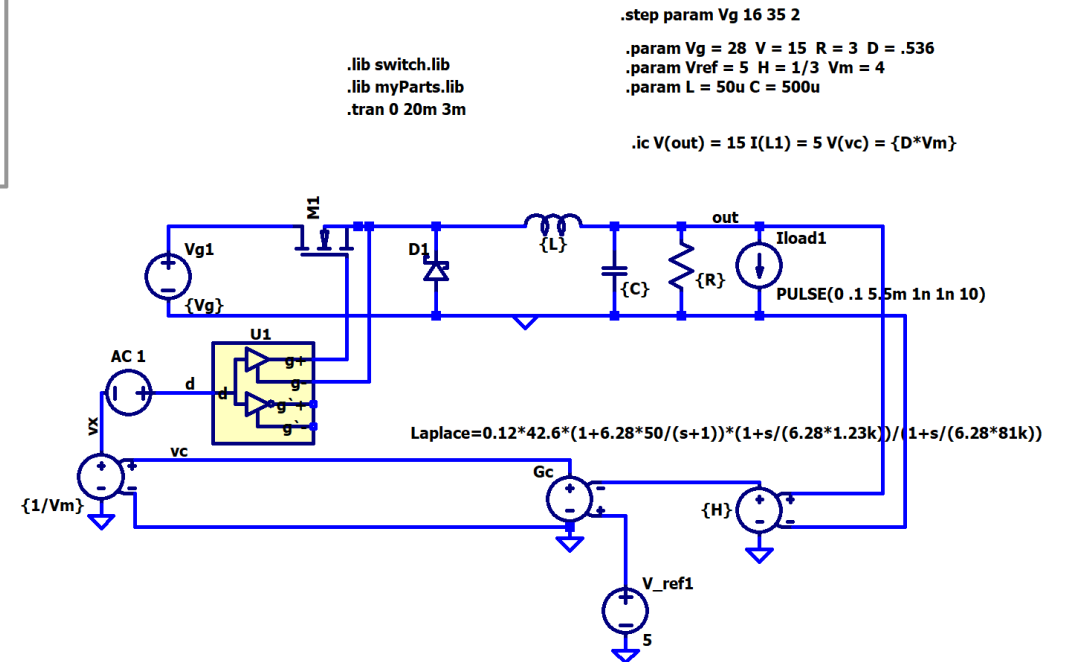 .step param Vg 16 35 2
.param Vg = 28 V = 15 R = 3 D = .536
.param Vref = 5 H = 1/3 Vm = 4
.param L = 50u C = 500u
.lib switch.lib
.lib myParts.lib
.tran 0 20m 3m
.ic V(out) = 15 I(L1) = 5 V(vc) = {D*Vm}
M1
out
Vg1
D1
{L}
Iload1
{C}
{R}
{Vg}
PULSE(0 .1 5.5m 1n 1n 10)
U1
AC 1
g+
d
d
g-
g`+
g`-
vx
Laplace=0.12*42.6*(1+6.28*50/(s+1))*(1+s/(6.28*1.23k))/(1+s/(6.28*81k))
vc
Gc
{1/Vm}
{H}
V_ref1
5